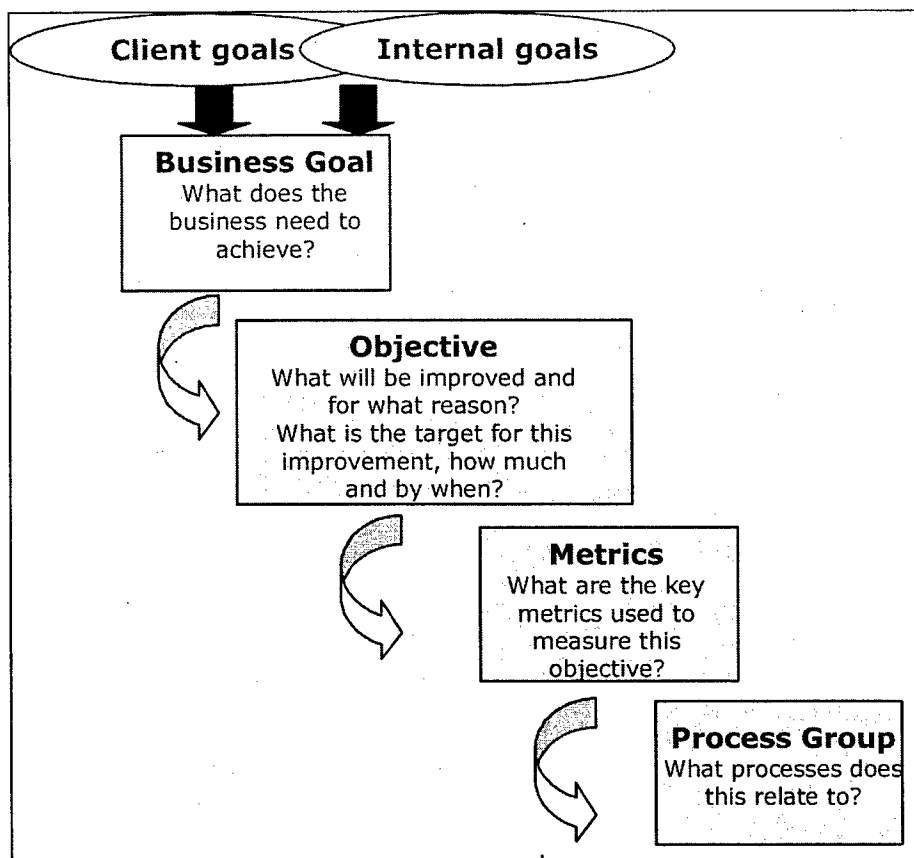 Client goals
Internal goals
Business Goal
What does the
business need to
achieve?
Objective
What will be improved and
for what reason?
What is the target for this
improvement, how much
and by when?
Metrics
What are the key
metrics used to
measure this
objective?
Process Group
What processes does
this relate to?